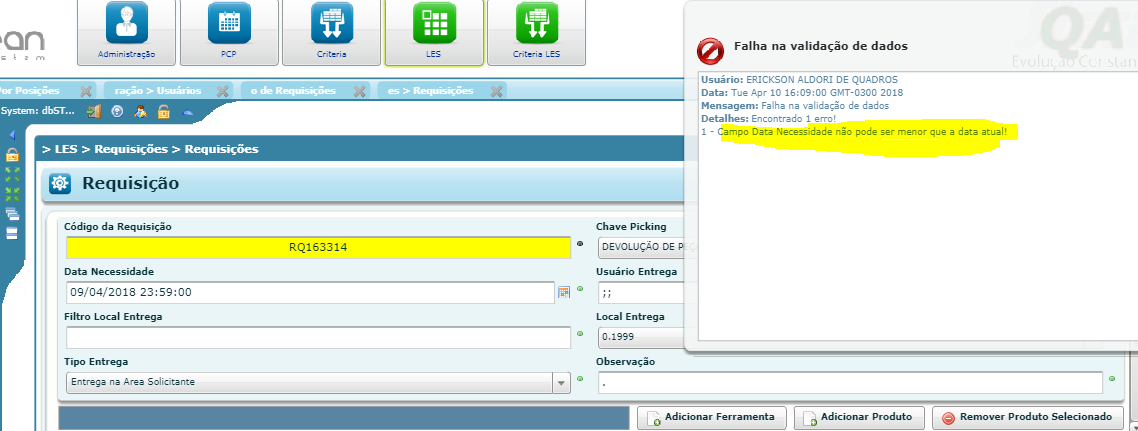 ean
System
Administração
PCP
Criteria
LES
Criteria LES
QA
Evolução Constan
Falha na validação de dados
Usuário: ERICKSON ALDORI DE QUADROS
Data: Tue Apr 10 16:09:00 GMT-0300 2018
Mensagem: Falha na validação de dados
Detalhes: Encontrado 1 erro!
1 - Campo Data Necessidade não pode ser menor que a data atual!
or Posições
ração > Usuários
o de Requisições
es > Requisições
System: dbST...
> LES > Requisições > Requisições
Requisição
Código da Requisição
RQ163314
Chave Picking
DEVOLUÇÃO DE PEÇ
Data Necessidade
09/04/2018 23:59:00
Usuário Entrega
;;
Filtro Local Entrega
Local Entrega
0.1999
Tipo Entrega
Entrega na Area Solicitante
Observação
.
Adicionar Ferramenta
Adicionar Produto
Remover Produto Selecionado